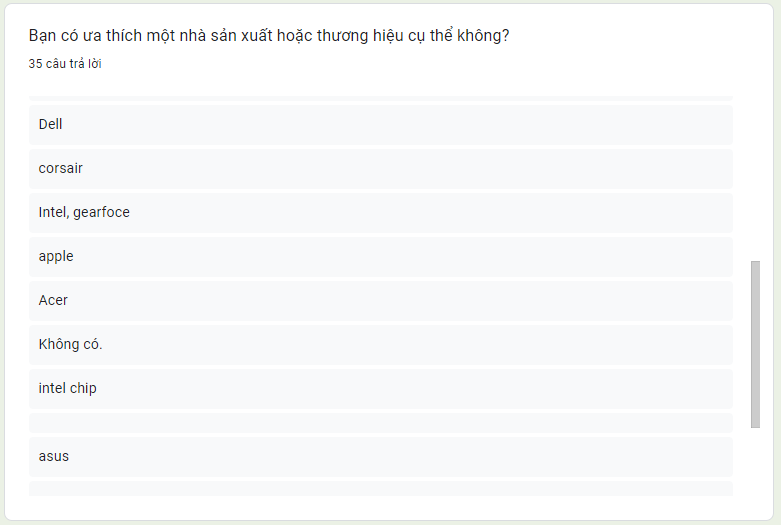 Bạn có ưa thích một nhà sản xuất hoặc thương hiệu cụ thể không?
35 câu trả lời
Dell
corsair
Intel, gearfoce
apple
Acer
Không có.
intel chip
asus